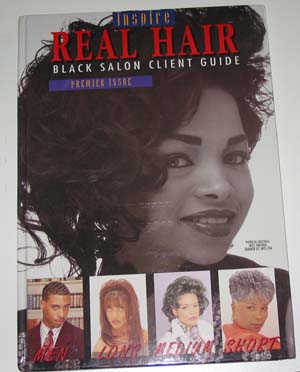 Inspire
REAL HAIR
BLACK SALON CLIENT GUIDE
PREMIER ISSUE
MEN LONG MEDIUM SHORT